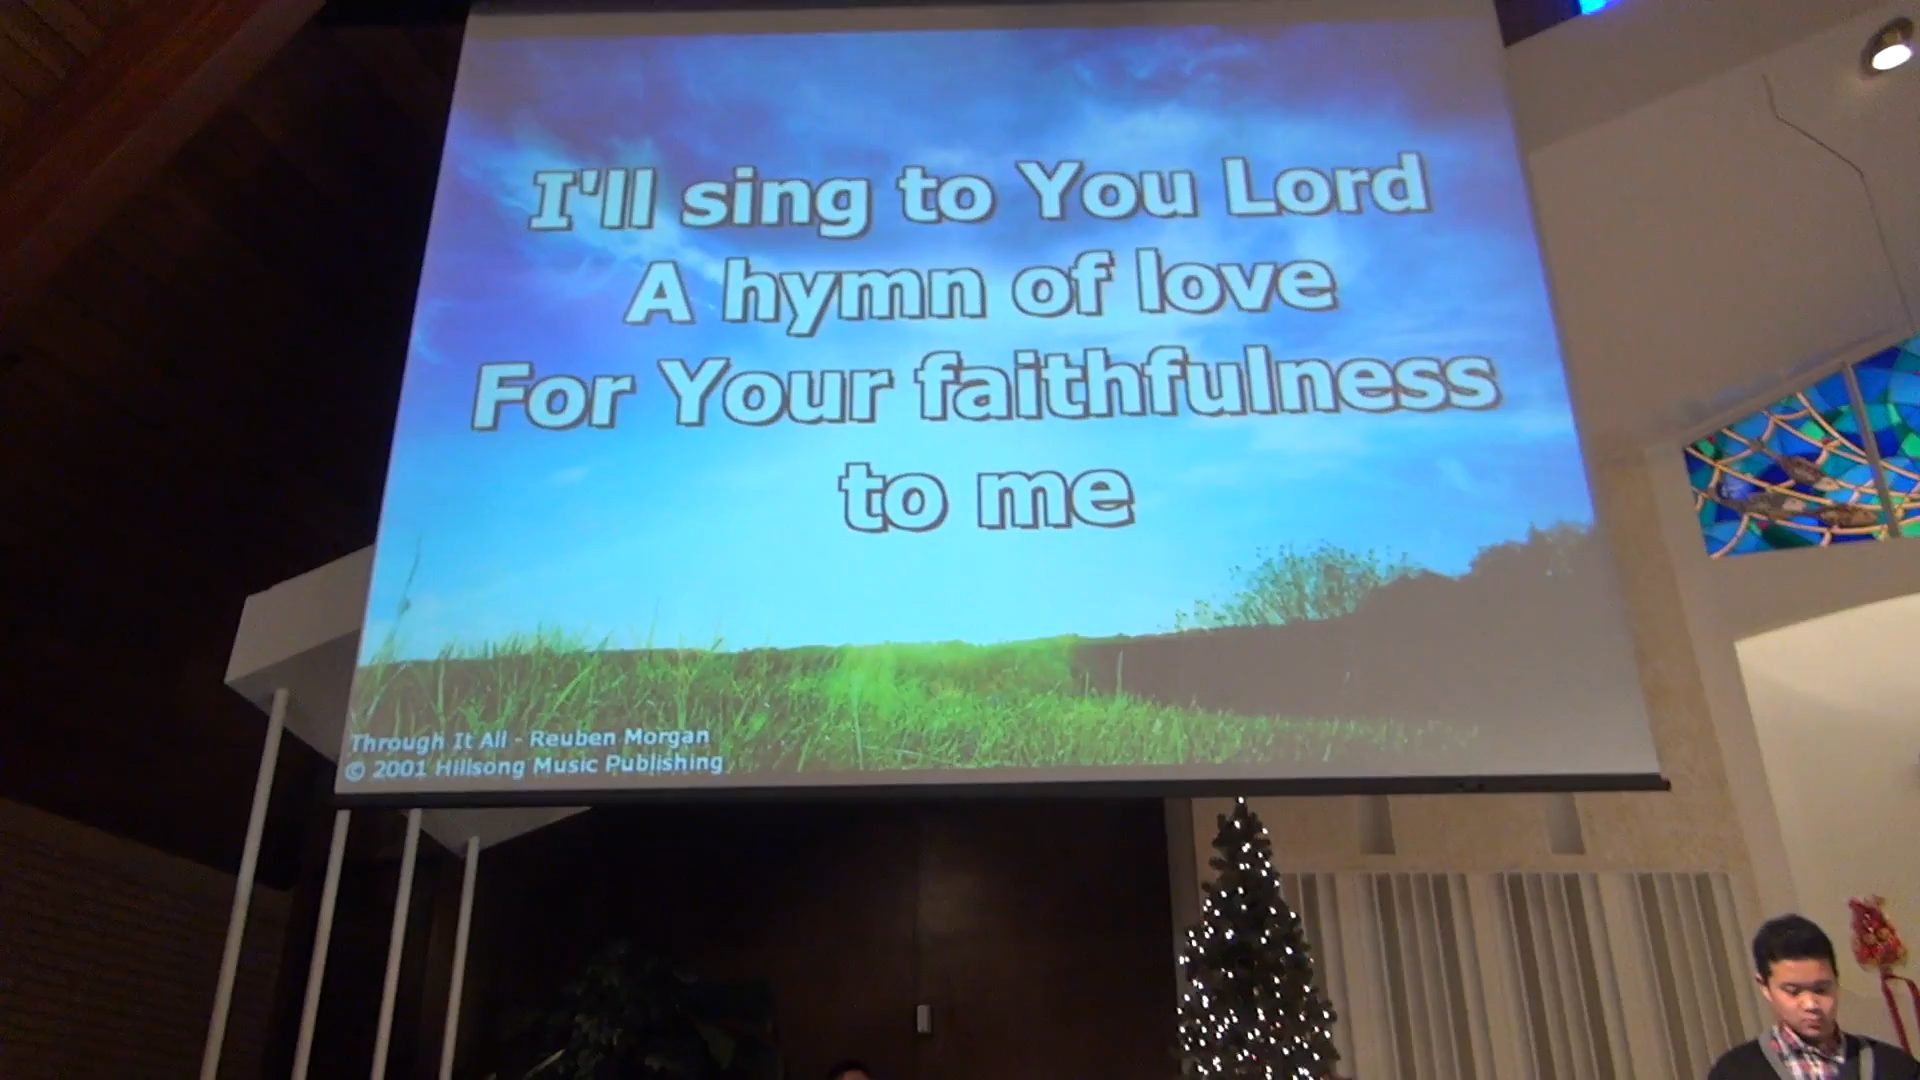 I'll sing to You Lord
A hymn of love
For Your faithfulness
to me
Through It All - Reuben Morgan
© 2001 Hillsong Music Publishing